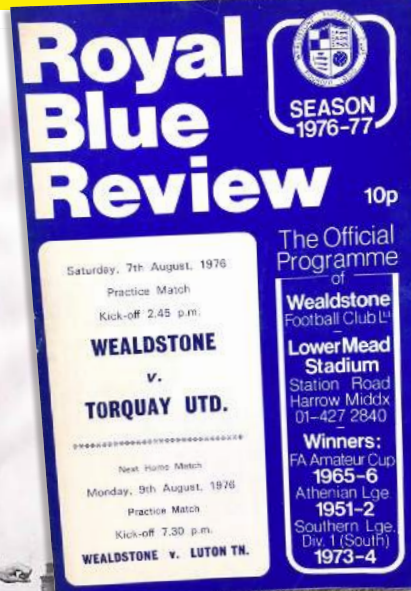 Royal
Blue
Review
SEASON
1976-77
10p
Saturday, 7th August, 1976
Practice Match
Kick-off 2.45 p.m.
WEALDSTONE
v.
TORQUAY UTD.
Next Home Match
Monday, 9th August, 1976
Practice Match
Kick-off 7.30 p.m.
WEALDSTONE v. LUTON TN.
The Official
Programme
of
Wealdstone
Football Club Ltd
Lower Mead
Stadium
Station Road
Harrow Middx
01-427 2840
Winners:
FA Amateur Cup
1965-6
Athenian Lge
1951-2
Southern Lge.
Div. 1 (South)
1973-4